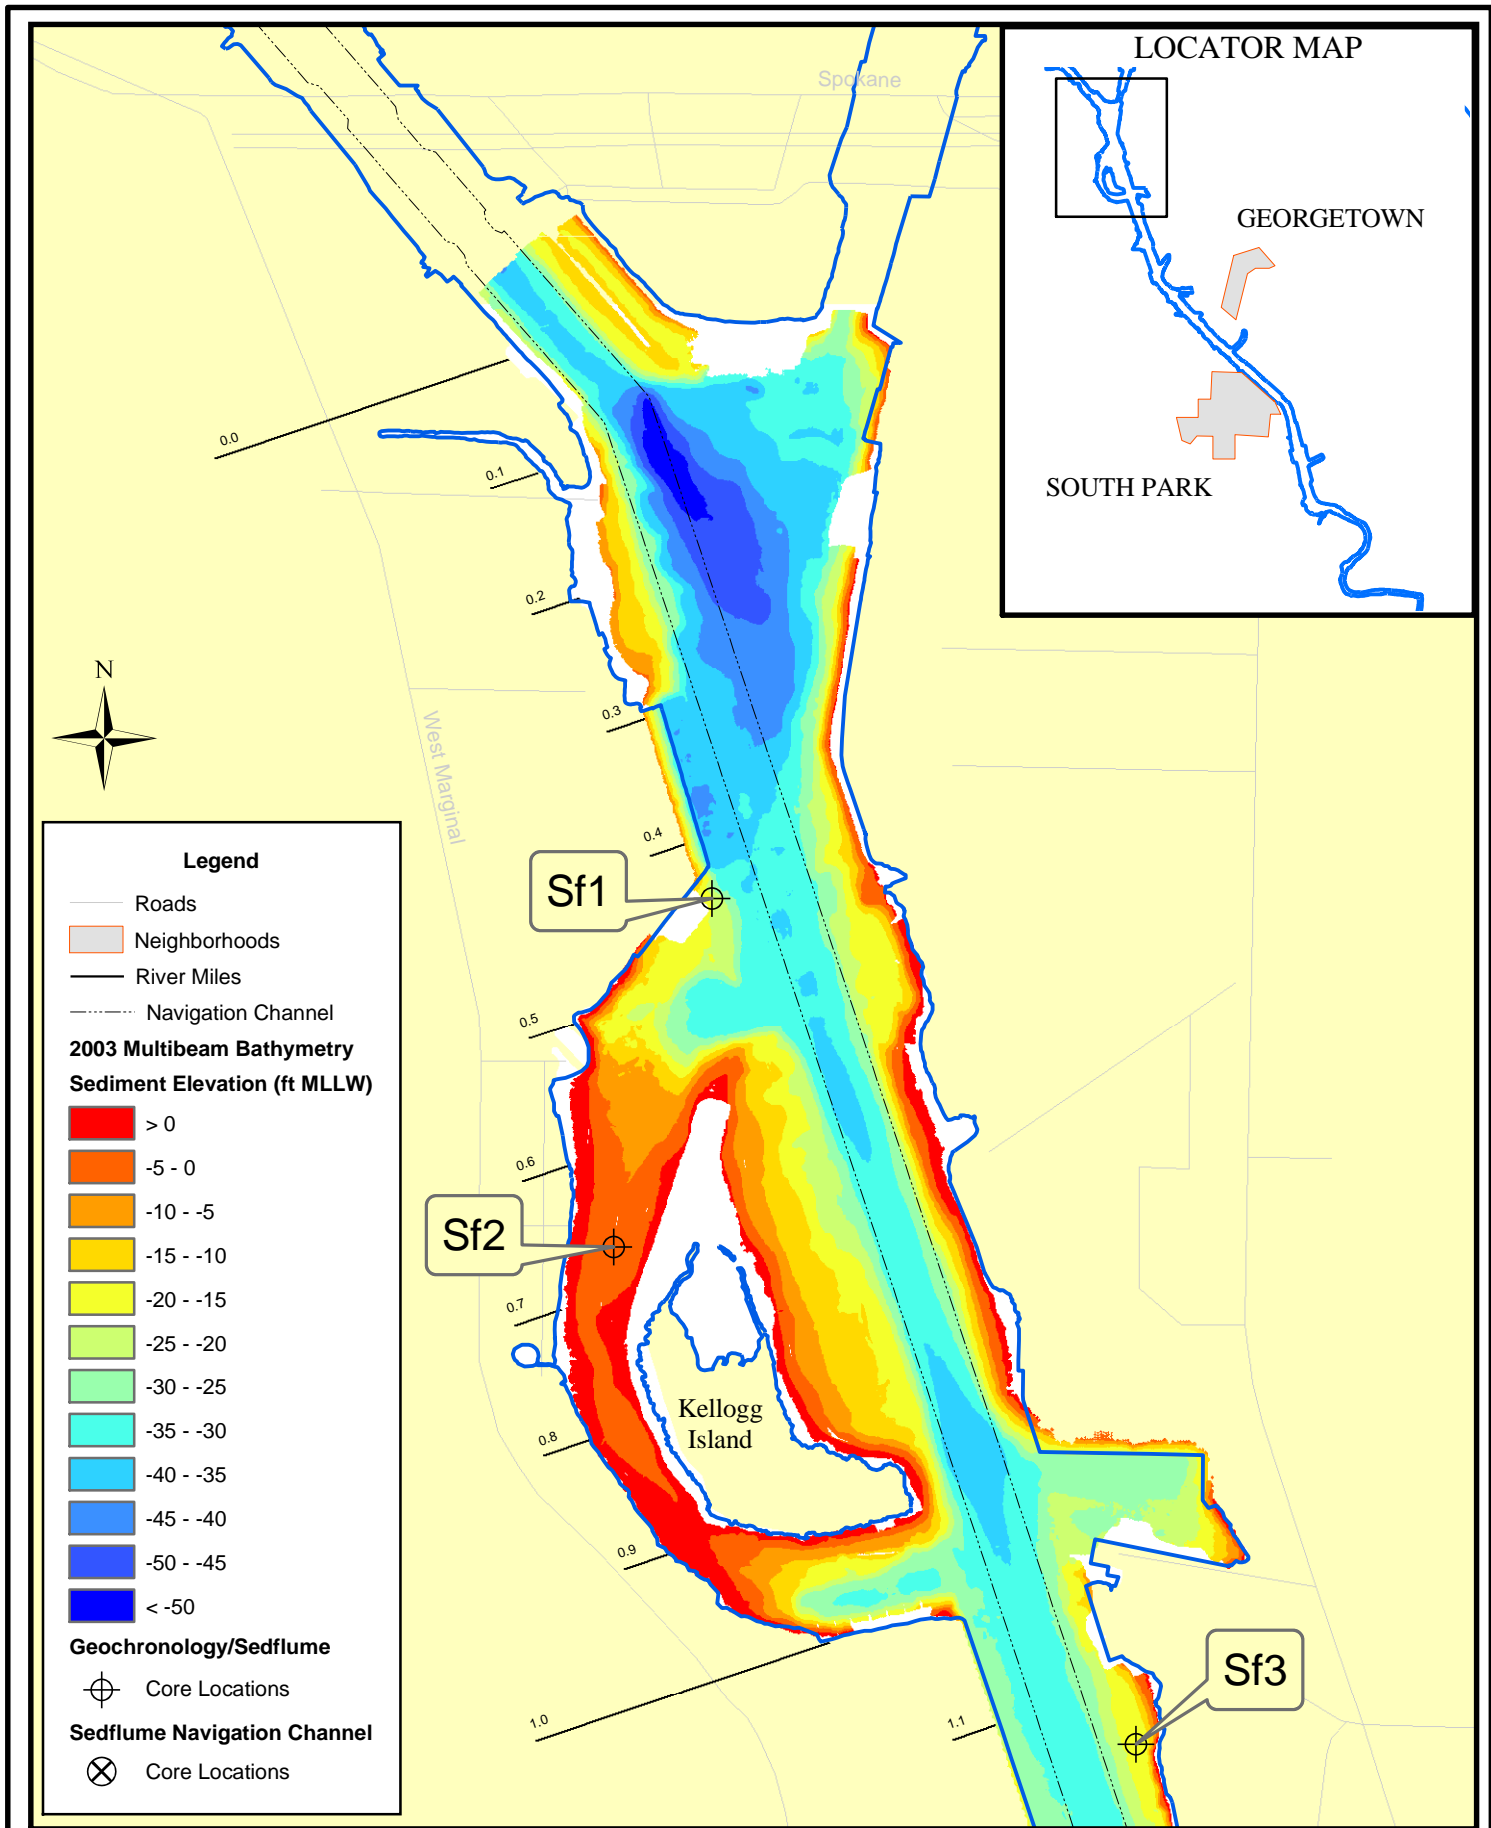 Spokane
LOCATOR MAP
GEORGETOWN
SOUTH PARK
0.0
0.1
0.2
0.3
0.4
0.5
0.6
0.7
0.8
0.9
1.0
1.1
N
West Marginal
Sf1
Sf2
Sf3
Kellogg
Island
Legend
Roads
Neighborhoods
River Miles
Navigation Channel
2003 Multibeam Bathymetry
Sediment Elevation (ft MLLW)
> 0
-5 - 0
-10 - -5
-15 - -10
-20 - -15
-25 - -20
-30 - -25
-35 - -30
-40 - -35
-45 - -40
-50 - -45
< -50
Geochronology/Sedflume
Core Locations
Sedflume Navigation Channel
Core Locations